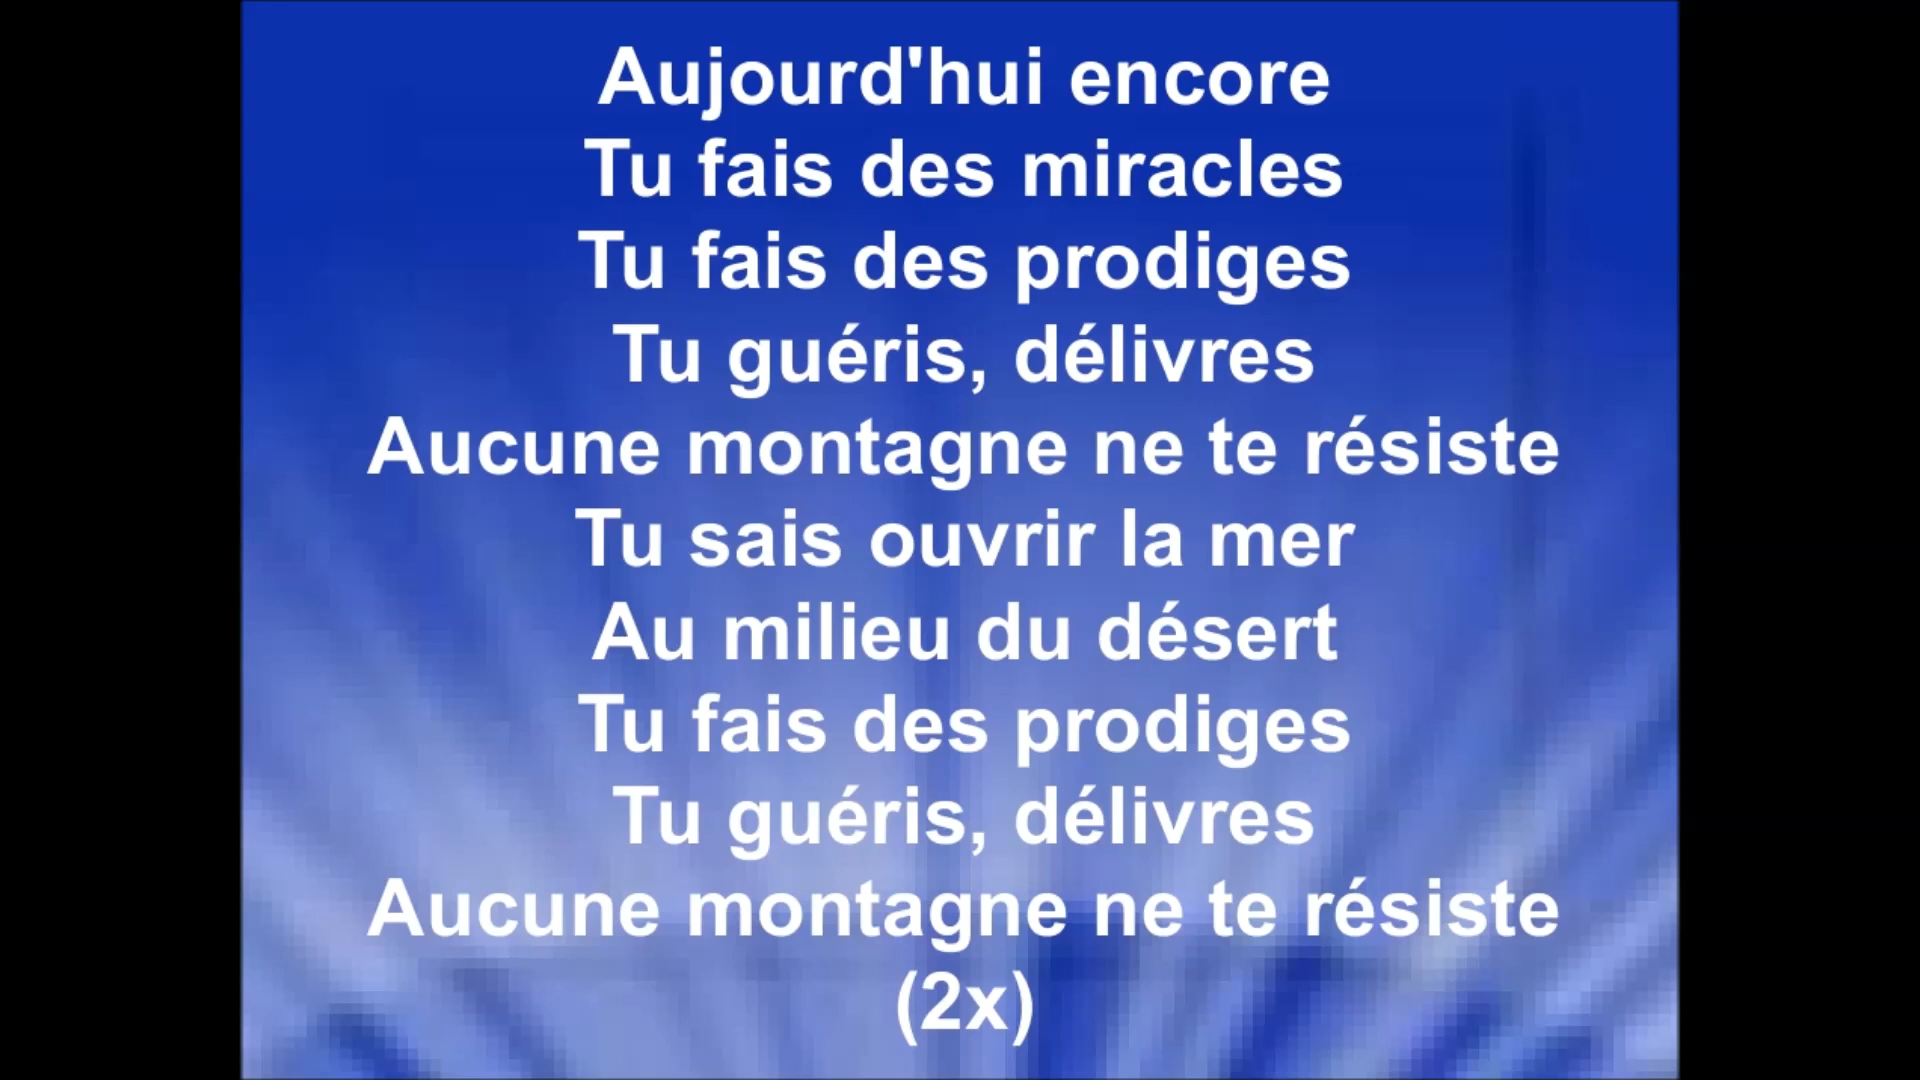 Aujourd'hui encore
Tu fais des miracles
Tu fais des prodiges
Tu guéris, délivres
Aucune montagne ne te résiste
Tu sais ouvrir la mer
Au milieu du désert
Tu fais des prodiges
Tu guéris, délivres
Aucune montagne ne te résiste
(2x)